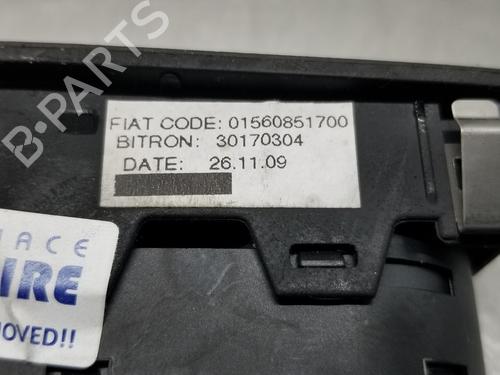 FIAT CODE: 01560851700
BITRON: 30170304
DATE: 26.11.09
ACE
IRE
OVED!!
B-Parts